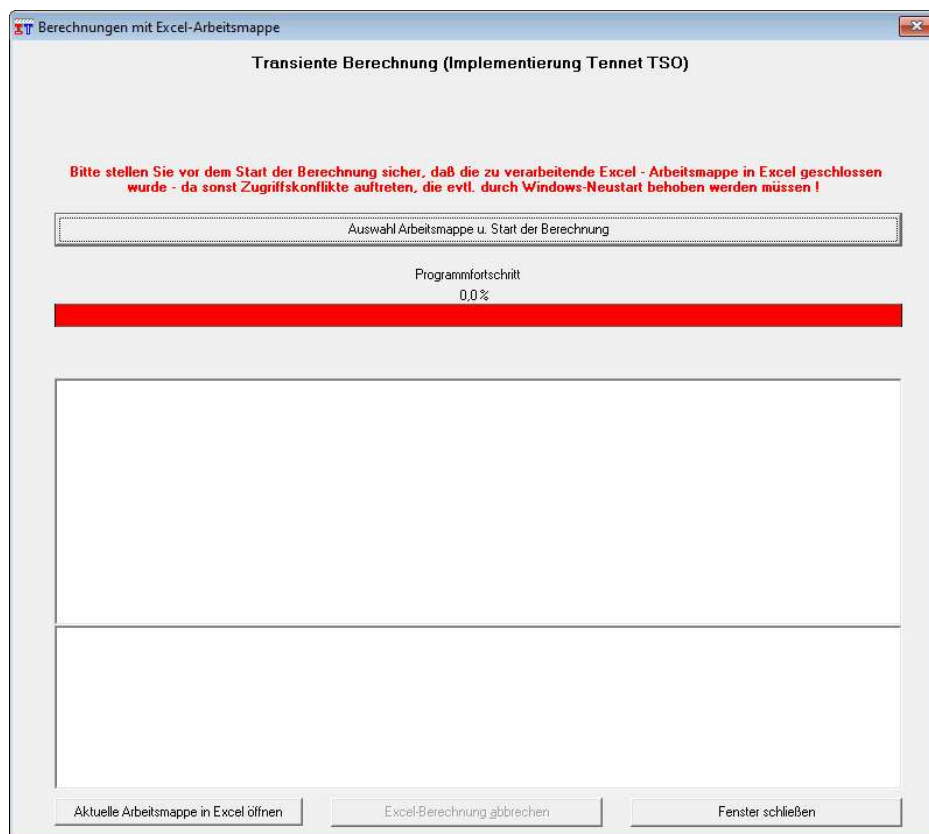 Berechnungen mit Excel-Arbeitsmappe
Transiente Berechnung (Implementierung Tennet TSO)
Bitte stellen Sie vor dem Start der Berechnung sicher, daß die zu verarbeitende Excel - Arbeitsmappe in Excel geschlossen
wurde - da sonst Zugriffskonflikte auftreten, die evtl. durch Windows-Neustart behoben werden müssen !
Auswahl Arbeitsmappe u. Start der Berechnung
Programmfortschritt
0,0 %
Aktuelle Arbeitsmappe in Excel öffnen Excel-Berechnung abbrechen Fenster schließen